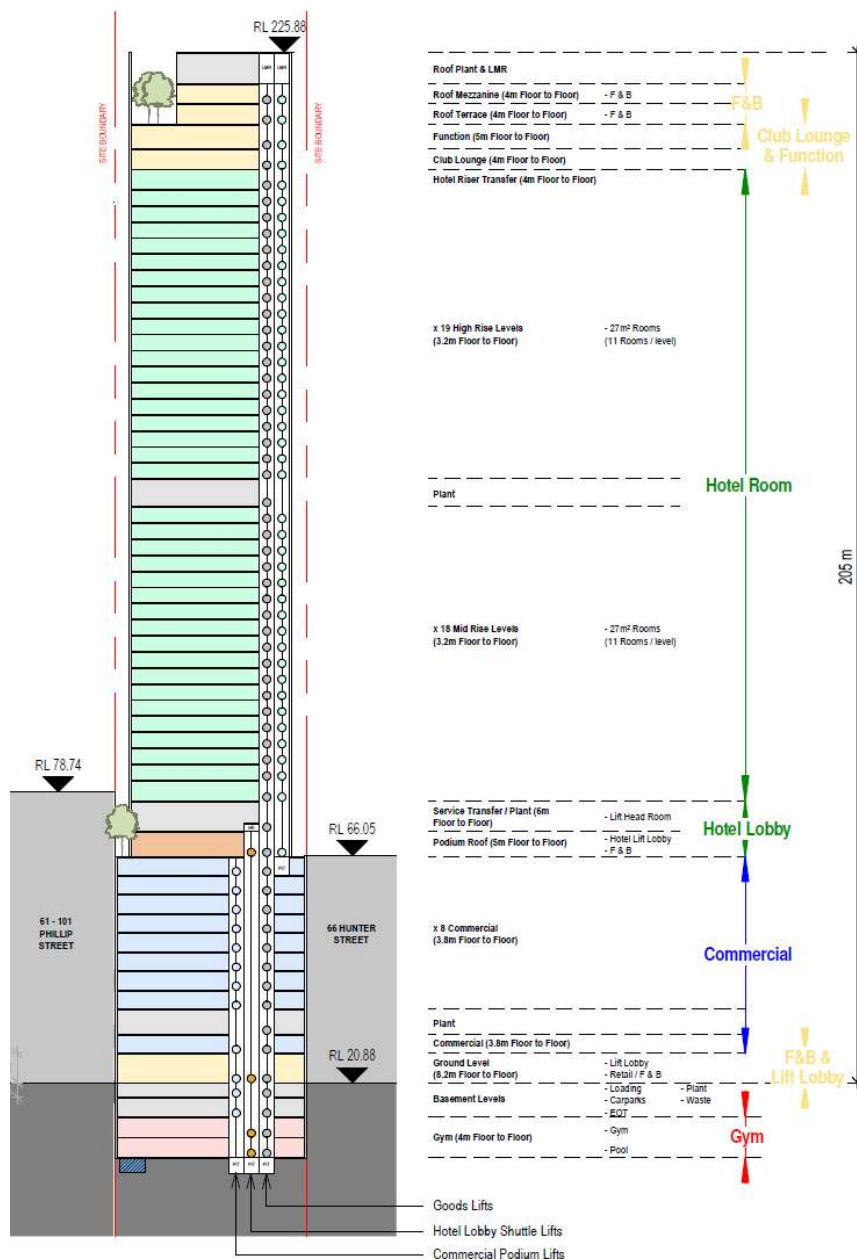 RL 225.88
LMR LMR
SITE BOUNDARY
SITE BOUNDARY
Roof Plant & LMR
Roof Mezzanine (4m Floor to Floor) - F & B
Roof Terrace (4m Floor to Floor) - F & B
F&B
Function (5m Floor to Floor)
Club Lounge
& Function
Club Lounge (4m Floor to Floor)
Hotel Riser Transfer (4m Floor to Floor)
x 19 High Rise Levels - 27m² Rooms
(3.2m Floor to Floor) (11 Rooms / level)
Hotel Room
Plant
205 m
x 18 Mid Rise Levels - 27m² Rooms
(3.2m Floor to Floor) (11 Rooms / level)
RL 78.74
Service Transfer / Plant (6m
Floor to Floor) - Lift Head Room
Hotel Lobby
RL 66.05
Podium Roof (5m Floor to Floor) - Hotel Lift Lobby
- F & B
PIT
61 - 101
PHILLIP
STREET
66 HUNTER
STREET
x 8 Commercial
(3.8m Floor to Floor)
Commercial
Plant
Commercial (3.8m Floor to Floor)
RL 20.88
Ground Level - Lift Lobby
(8.2m Floor to Floor) - Retail / F & B
F&B &
Lift Lobby
Basement Levels - Loading - Plant
- Carparks - Waste
- EOT
Gym (4m Floor to Floor) - Gym
- Pool
Gym
PIT PIT PIT
Goods Lifts
Hotel Lobby Shuttle Lifts
Commercial Podium Lifts